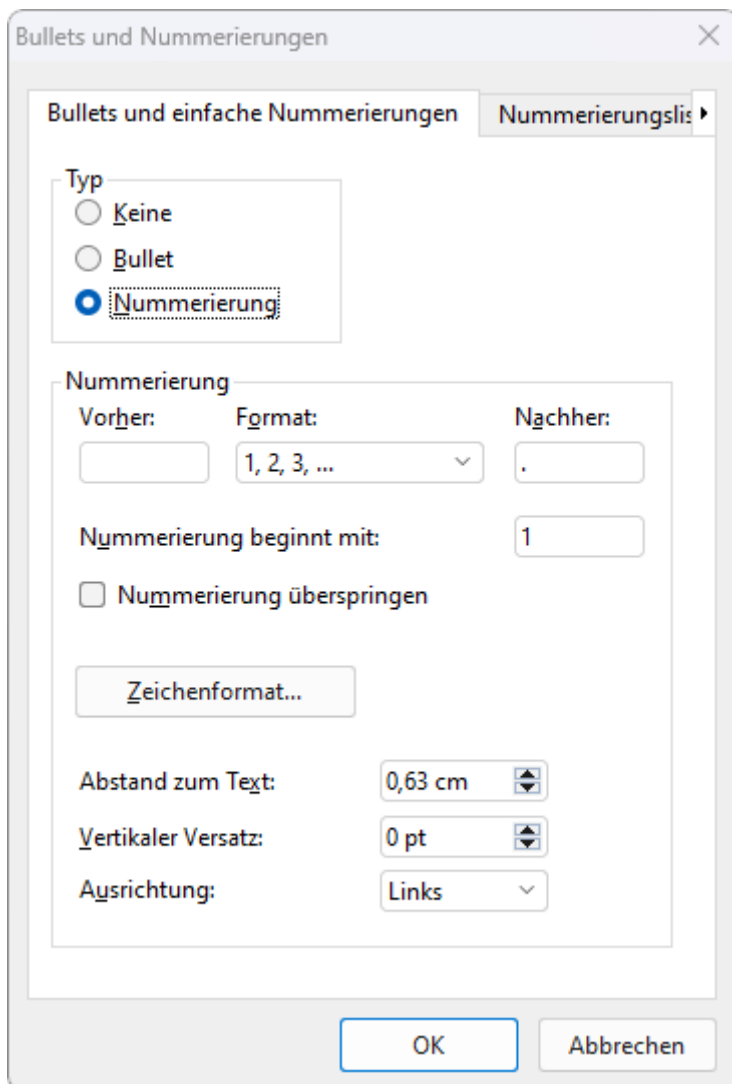 Bullets und Nummerierungen
Bullets und einfache Nummerierungen
Nummerierungslis
Typ
Keine
Bullet
Nummerierung
Nummerierung
Vorher: Format: Nachher:
1, 2, 3, ... .
Nummerierung beginnt mit: 1
Nummerierung überspringen
Zeichenformat...
Abstand zum Text: 0,63 cm
Vertikaler Versatz: 0 pt
Ausrichtung: Links
OK Abbrechen